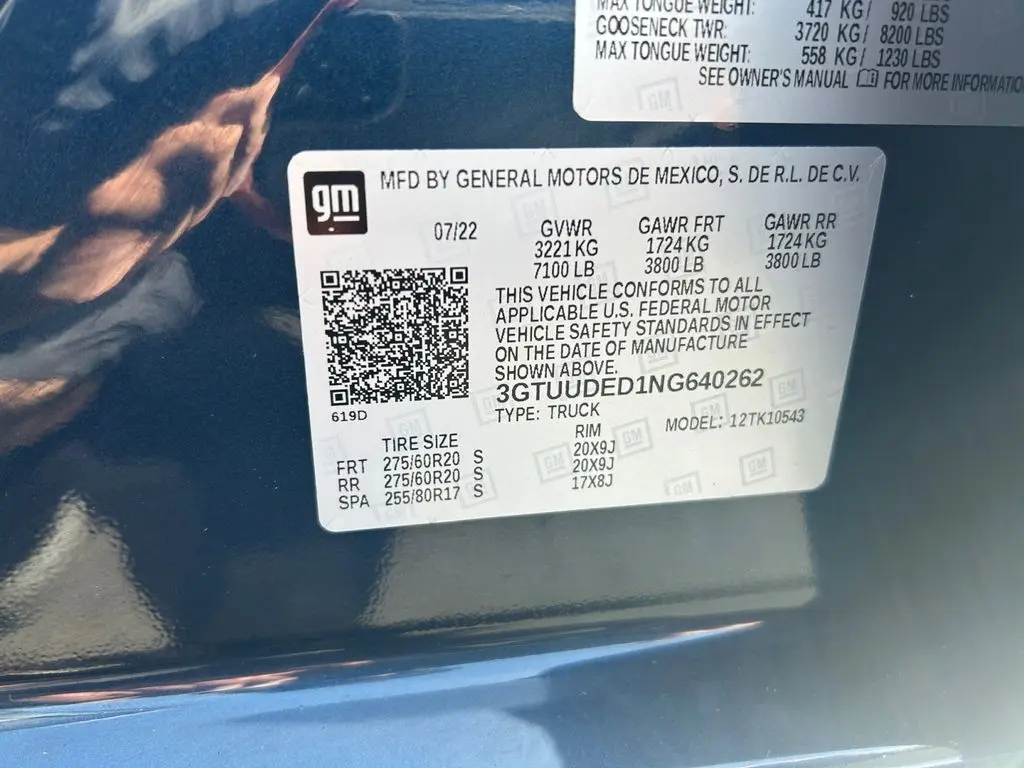 MAX TONGUE WEIGHT: 417 KG/ 920 LBS
GOOSENECK TWR: 3720 KG/ 8200 LBS
MAX TONGUE WEIGHT: 558 KG/ 1230 LBS
SEE OWNER'S MANUAL FOR MORE INFORMATIO
gm MFD BY GENERAL MOTORS DE MEXICO, S. DE R.L. DE C.V.
07/22 GVWR GAWR FRT GAWR RR
3221 KG 1724 KG 1724 KG
7100 LB 3800 LB 3800 LB
THIS VEHICLE CONFORMS TO ALL
APPLICABLE U.S. FEDERAL MOTOR
VEHICLE SAFETY STANDARDS IN EFFECT
ON THE DATE OF MANUFACTURE
SHOWN ABOVE.
3GTUUDED1NG640262
619D
TYPE: TRUCK MODEL: 12TK10543
TIRE SIZE RIM
FRT 275/60R20 S 20X9J
RR 275/60R20 S 20X9J
SPA 255/80R17 S 17X8J